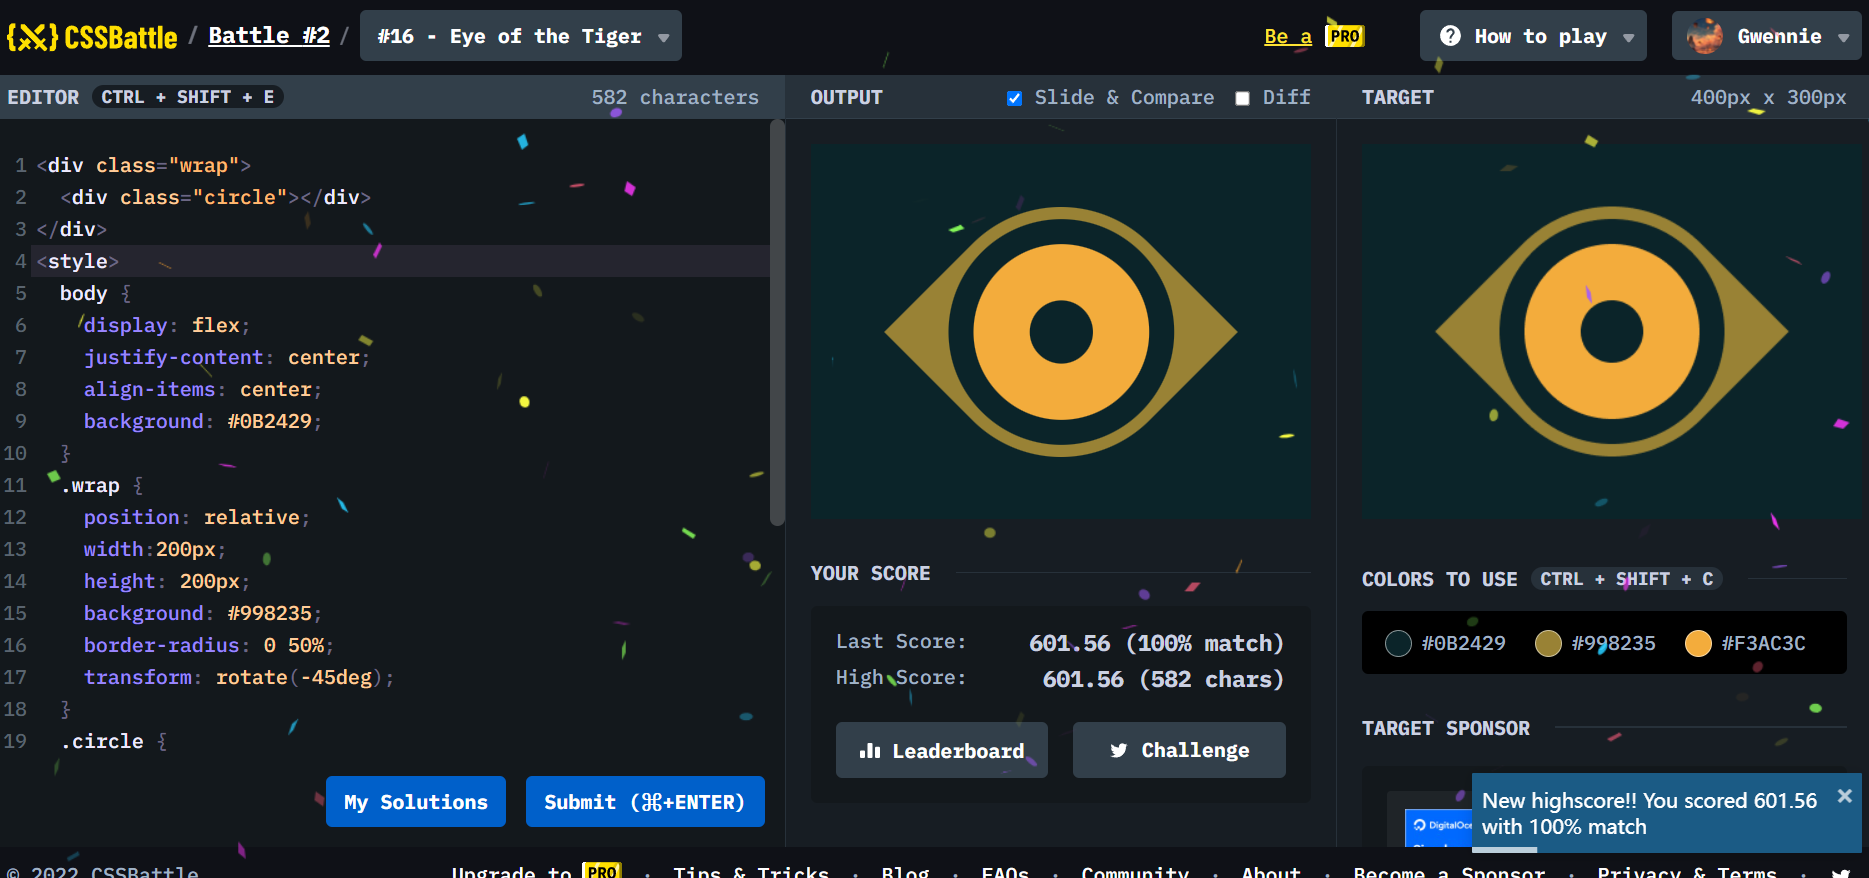 {X} CSSBattle / Battle #2 / #16 - Eye of the Tiger
Be a PRO
How to play
Gwennie
EDITOR CTRL + SHIFT + E 582 characters
1 <div class="wrap">
2 <div class="circle"></div>
3 </div>
4 <style>
5 body {
6 display: flex;
7 justify-content: center;
8 align-items: center;
9 background: #0B2429;
10 }
11 .wrap {
12 position: relative;
13 width:200px;
14 height: 200px;
15 background: #998235;
16 border-radius: 0 50%;
17 transform: rotate(-45deg);
18 }
19 .circle {
My Solutions
Submit (⌘+ENTER)
OUTPUT Slide & Compare Diff
YOUR SCORE
Last Score: 601.56 (100% match)
High Score: 601.56 (582 chars)
Leaderboard
Challenge
TARGET 400px x 300px
COLORS TO USE CTRL + SHIFT + C
#0B2429 #998235 #F3AC3C
TARGET SPONSOR
New highscore!! You scored 601.56
with 100% match
© 2022 CSSBattle
Upgrade to PRO · Tips & Tricks · Blog · FAQs · Community · About · Become a Sponsor · Privacy & Terms ·